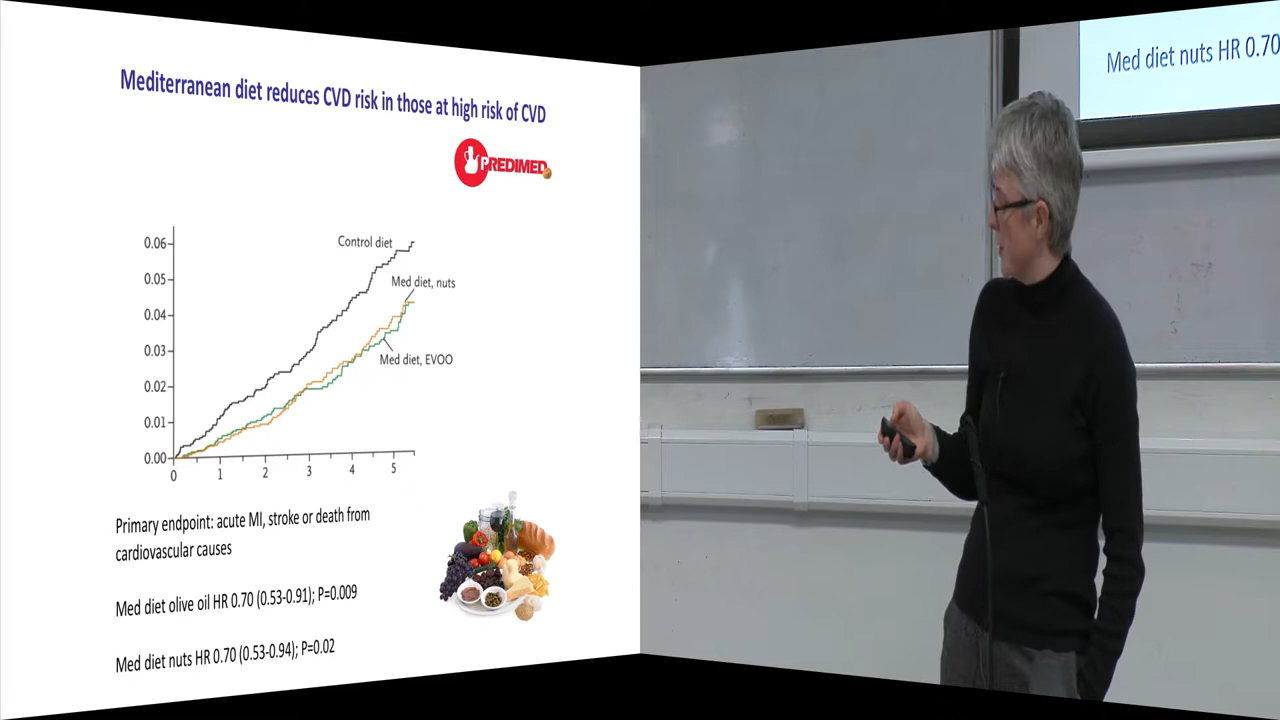 Mediterranean diet reduces CVD risk in those at high risk of CVD
PREDIMED
0.06
0.05
0.04
0.03
0.02
0.01
0.00
0 1 2 3 4 5
Control diet
Med diet, nuts
Med diet, EVOO
Primary endpoint: acute MI, stroke or death from
cardiovascular causes
Med diet olive oil HR 0.70 (0.53-0.91); P=0.009
Med diet nuts HR 0.70 (0.53-0.94); P=0.02
Med diet nuts HR 0.70